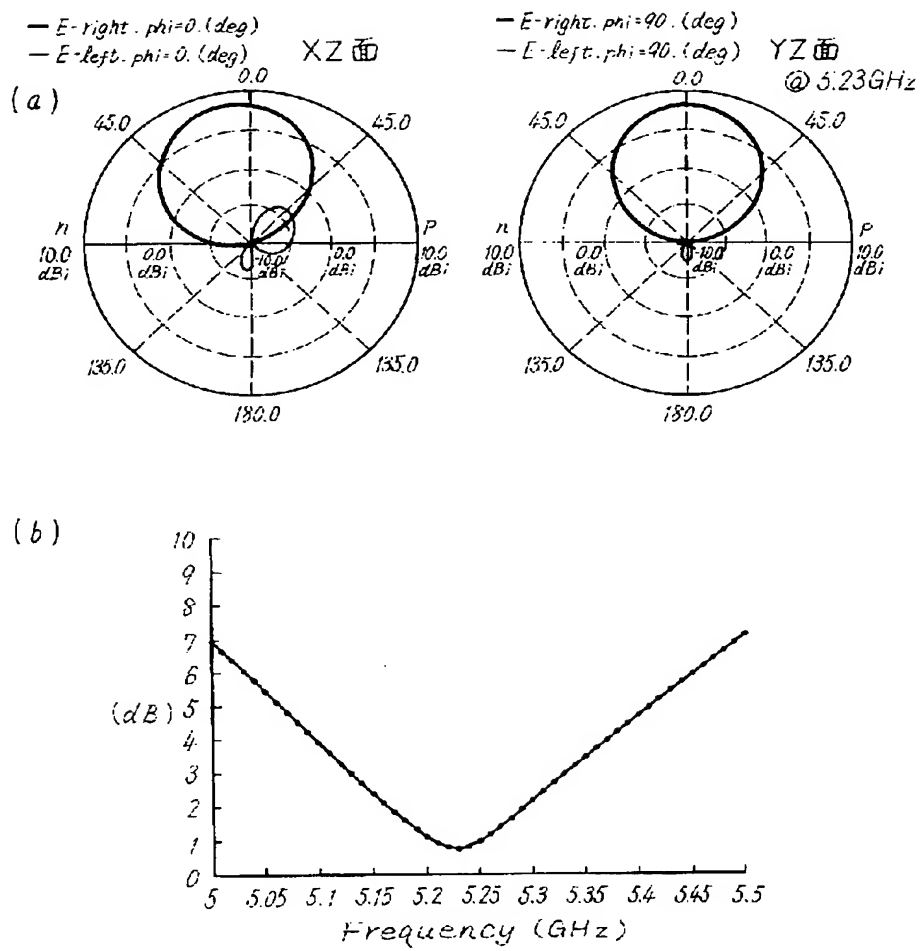 — E-right. phi=0. (deg)
— E-left. phi=0. (deg)
XZ面
— E-right. phi=90. (deg)
— E-left. phi=90. (deg)
YZ面
@ 5.23GHz
(a)
0.0
45.0
45.0
n
P
10.0
dBi
0.0
dBi
-10.0
dBi
0.0
dBi
10.0
dBi
135.0
135.0
180.0
0.0
45.0
45.0
n
P
10.0
dBi
0.0
dBi
-10.0
dBi
0.0
dBi
10.0
dBi
135.0
135.0
180.0
(b)
10
9
8
7
6
5
4
3
2
1
0
(dB)
5 5.05 5.1 5.15 5.2 5.25 5.3 5.35 5.4 5.45 5.5
Frequency (GHz)